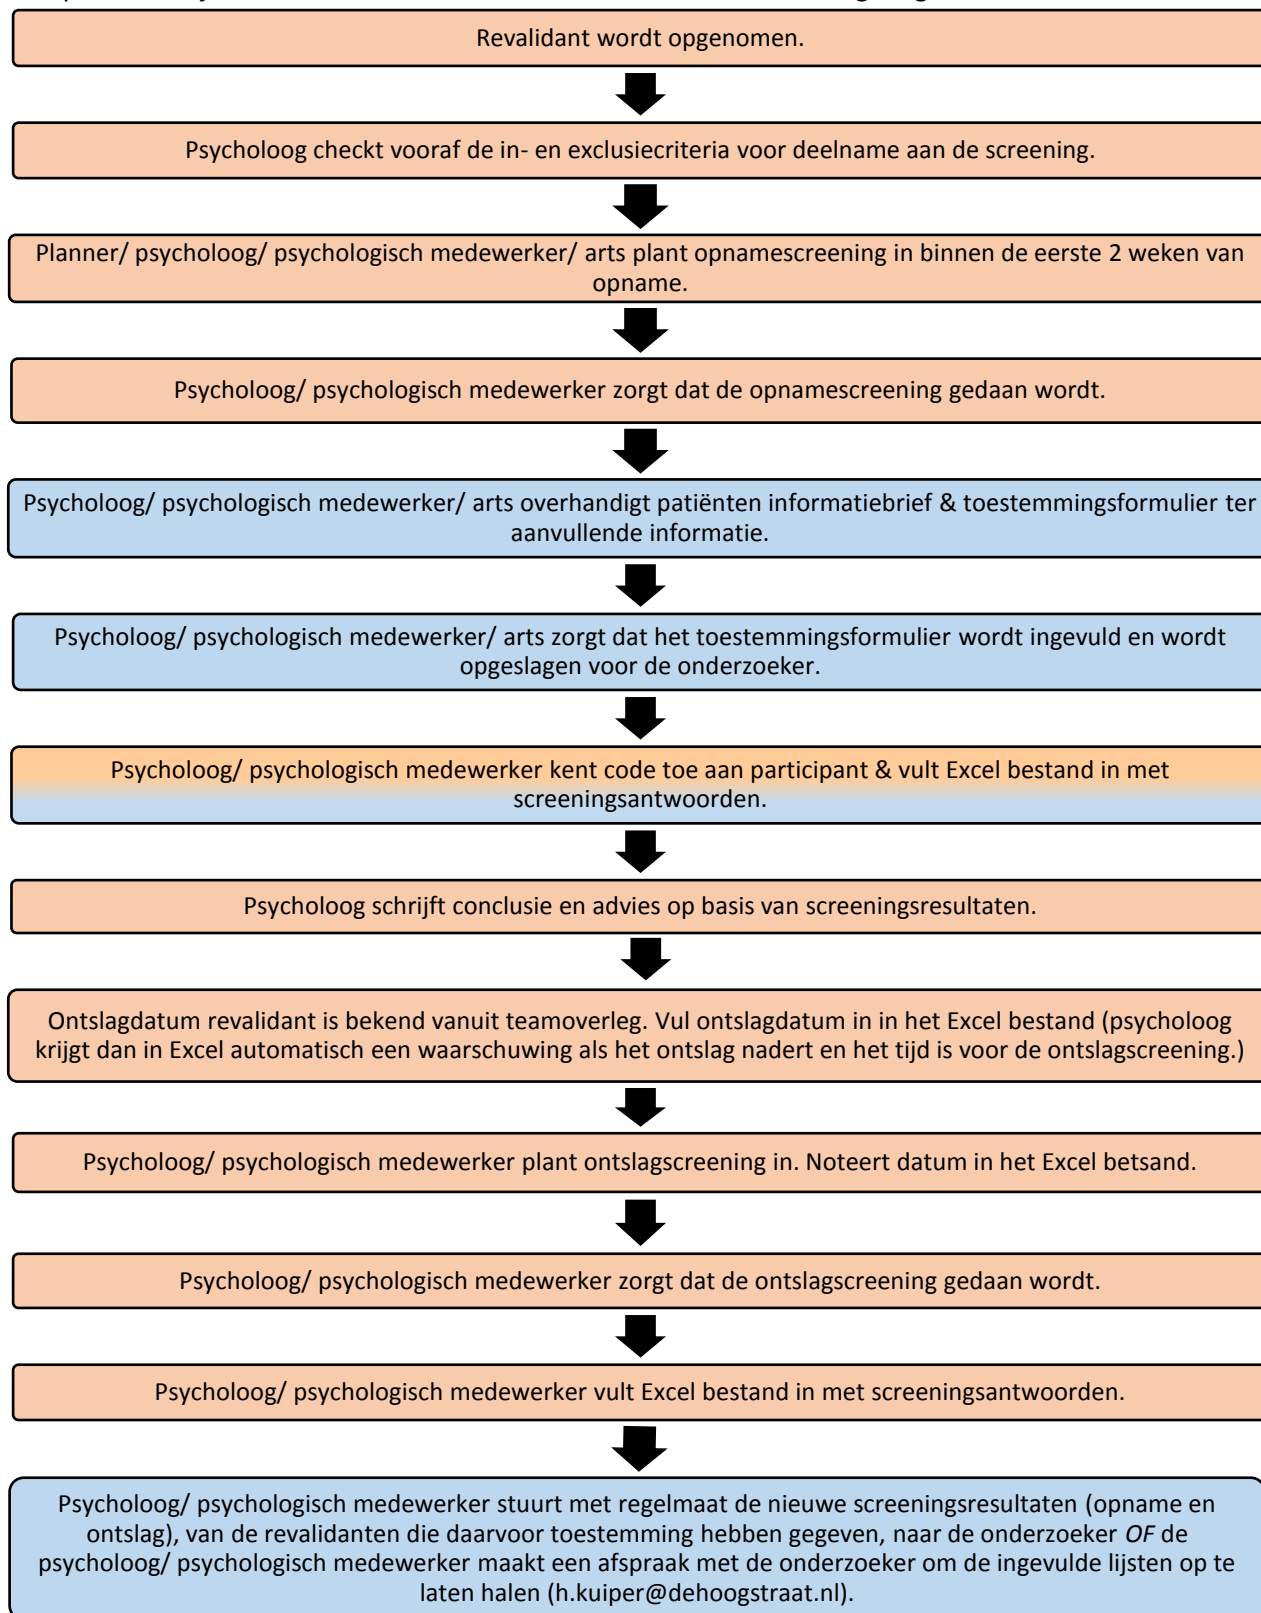 Revalidant wordt opgenomen.
Psycholoog checkt vooraf de in- en exclusiecriteria voor deelname aan de screening.
Planner/ psycholoog/ psychologisch medewerker/ arts plant opnamescreening in binnen de eerste 2 weken van
opname.
Psycholoog/ psychologisch medewerker zorgt dat de opnamescreening gedaan wordt.
Psycholoog/ psychologisch medewerker/ arts overhandigt patiënten informatiebrief & toestemmingsformulier ter
aanvullende informatie.
Psycholoog/ psychologisch medewerker/ arts zorgt dat het toestemmingsformulier wordt ingevuld en wordt
opgeslagen voor de onderzoeker.
Psycholoog/ psychologisch medewerker kent code toe aan participant & vult Excel bestand in met
screeningsantwoorden.
Psycholoog schrijft conclusie en advies op basis van screeningsresultaten.
Ontslagdatum revalidant is bekend vanuit teamoverleg. Vul ontslagdatum in in het Excel bestand (psycholoog
krijgt dan in Excel automatisch een waarschuwing als het ontslag nadert en het tijd is voor de ontslagscreening.)
Psycholoog/ psychologisch medewerker plant ontslagscreening in. Noteert datum in het Excel betsand.
Psycholoog/ psychologisch medewerker zorgt dat de ontslagscreening gedaan wordt.
Psycholoog/ psychologisch medewerker vult Excel bestand in met screeningsantwoorden.
Psycholoog/ psychologisch medewerker stuurt met regelmaat de nieuwe screeningsresultaten (opname en
ontslag), van de revalidanten die daarvoor toestemming hebben gegeven, naar de onderzoeker OF de
psycholoog/ psychologisch medewerker maakt een afspraak met de onderzoeker om de ingevulde lijsten op te
laten halen (h.kuiper@dehoogstraat.nl).